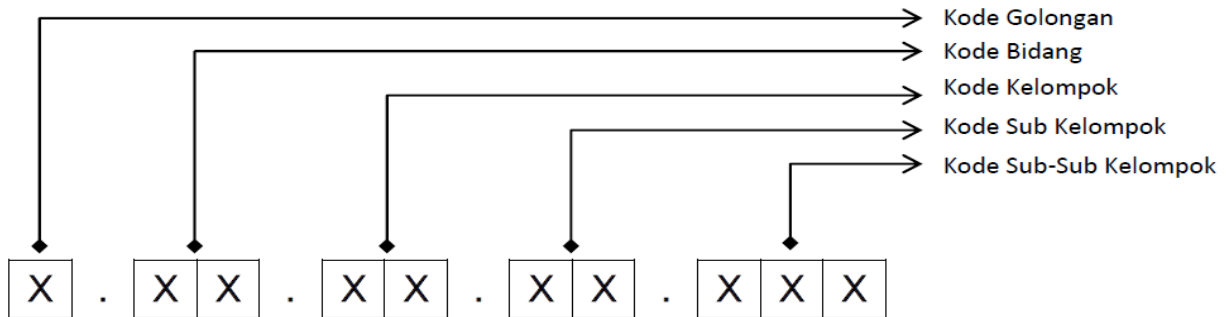 Kode Golongan
Kode Bidang
Kode Kelompok
Kode Sub Kelompok
Kode Sub-Sub Kelompok
X . X X . X X . X X . X X X